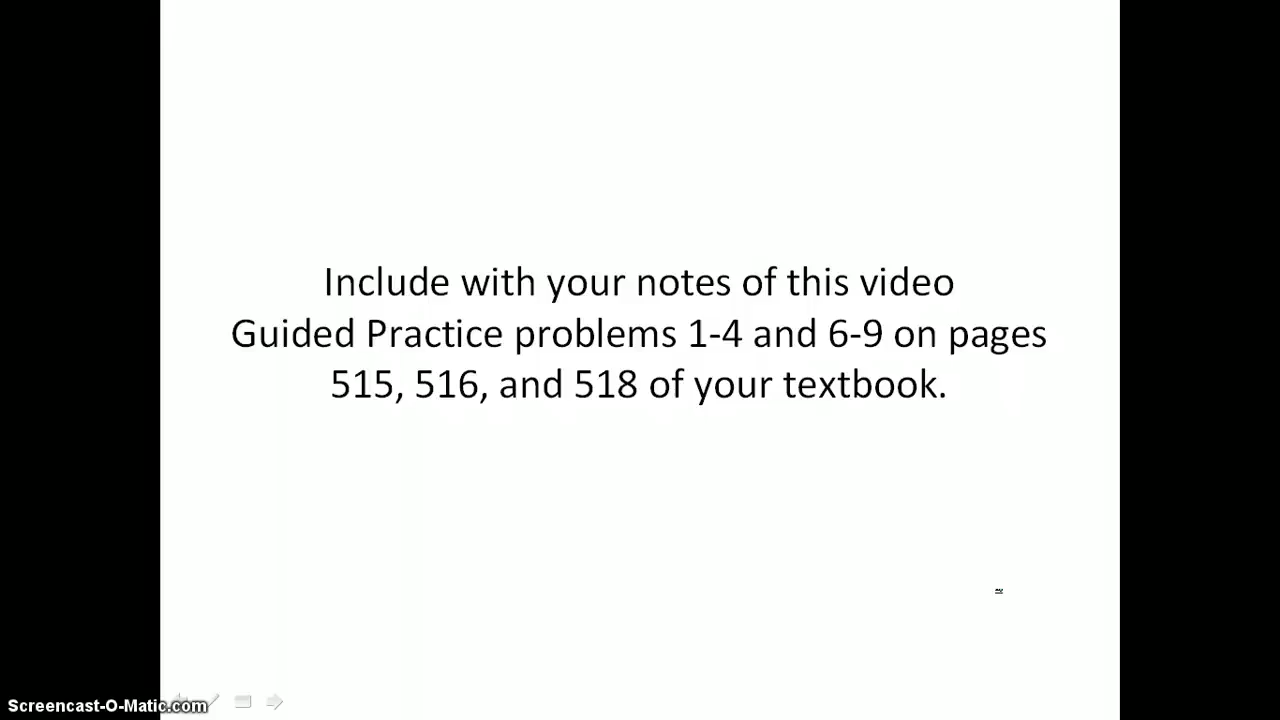 Include with your notes of this video
Guided Practice problems 1-4 and 6-9 on pages
515, 516, and 518 of your textbook.
Screencast-O-Matic.com